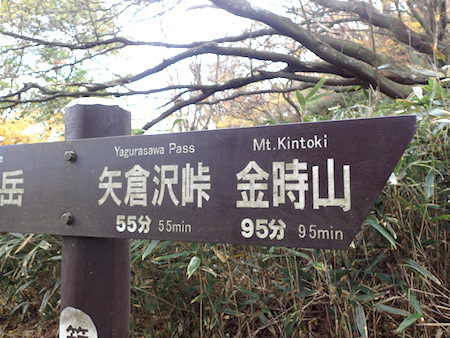 Yagurasawa Pass
Mt.Kintoki
岳
矢倉沢峠
金時山
55分 55min
95分 95min